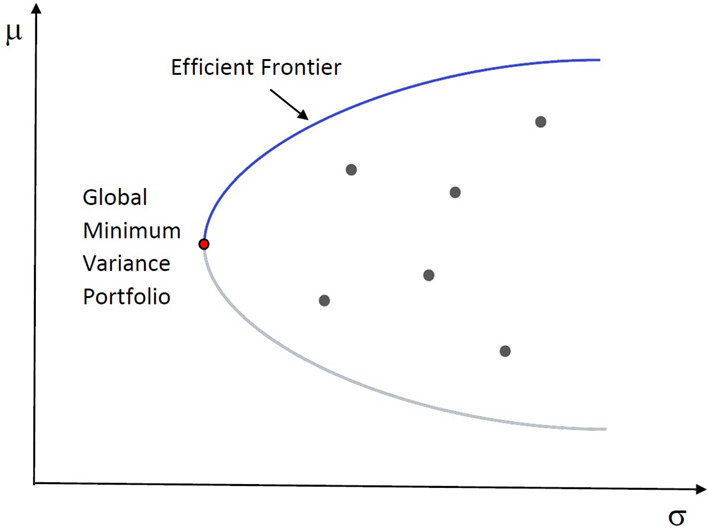 μ
Efficient Frontier
Global
Minimum
Variance
Portfolio
σ